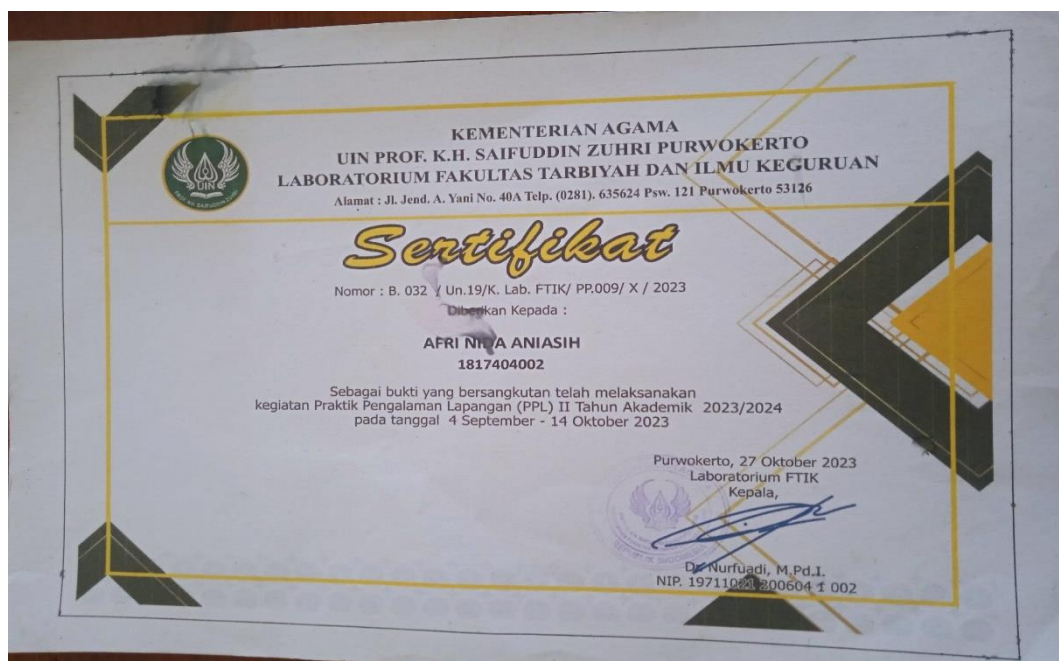 KEMENTERIAN AGAMA
UIN PROF. K.H. SAIFUDDIN ZUHRI PURWOKERTO
LABORATORIUM FAKULTAS TARBIYAH DAN ILMU KEGURUAN
Alamat : Jl. Jend. A. Yani No. 40A Telp. (0281). 635624 Psw. 121 Purwokerto 53126
UIN
Sertifikat
Nomor : B. 032 / Un.19/K. Lab. FTIK/ PP.009/ X / 2023
Diberikan Kepada :
AFRI NIDA ANIASIH
1817404002
Sebagai bukti yang bersangkutan telah melaksanakan
kegiatan Praktik Pengalaman Lapangan (PPL) II Tahun Akademik 2023/2024
pada tanggal 4 September - 14 Oktober 2023
Purwokerto, 27 Oktober 2023
Laboratorium FTIK
Kepala,
Dr. Nurfuadi, M.Pd.I.
NIP. 19711021 200604 1 002